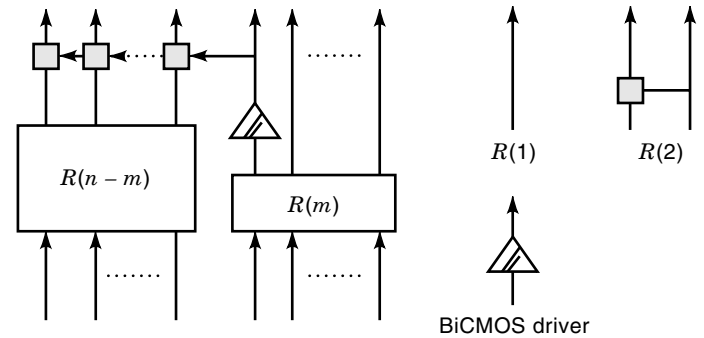 R(n – m)
R(m)
R(1)
R(2)
BiCMOS driver